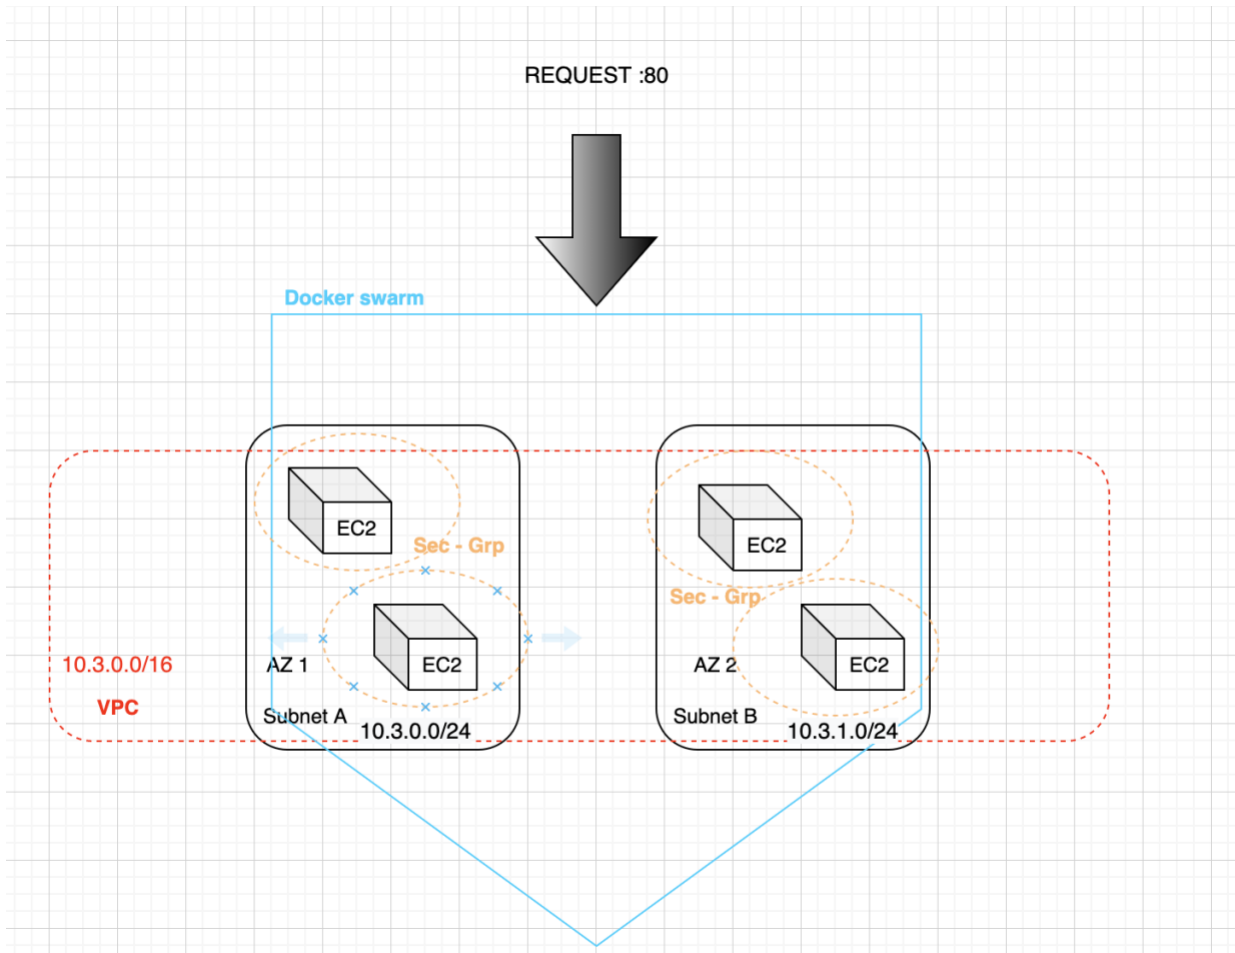 REQUEST :80
Docker swarm
EC2
EC2
Sec - Grp
Sec - Grp
EC2
EC2
10.3.0.0/16
VPC
AZ 1
AZ 2
Subnet A
10.3.0.0/24
Subnet B
10.3.1.0/24